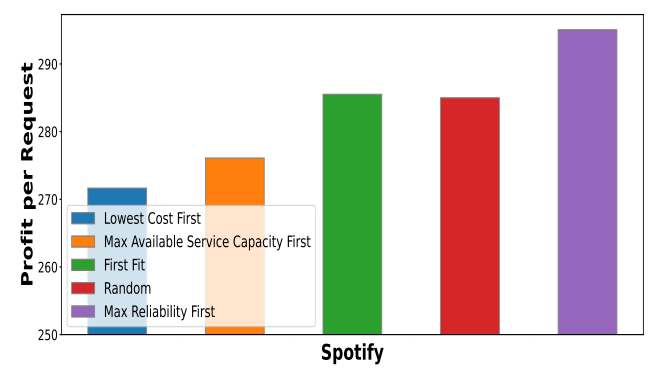 Profit per Request
290
280
270
260
250
Lowest Cost First
Max Available Service Capacity First
First Fit
Random
Max Reliability First
Spotify